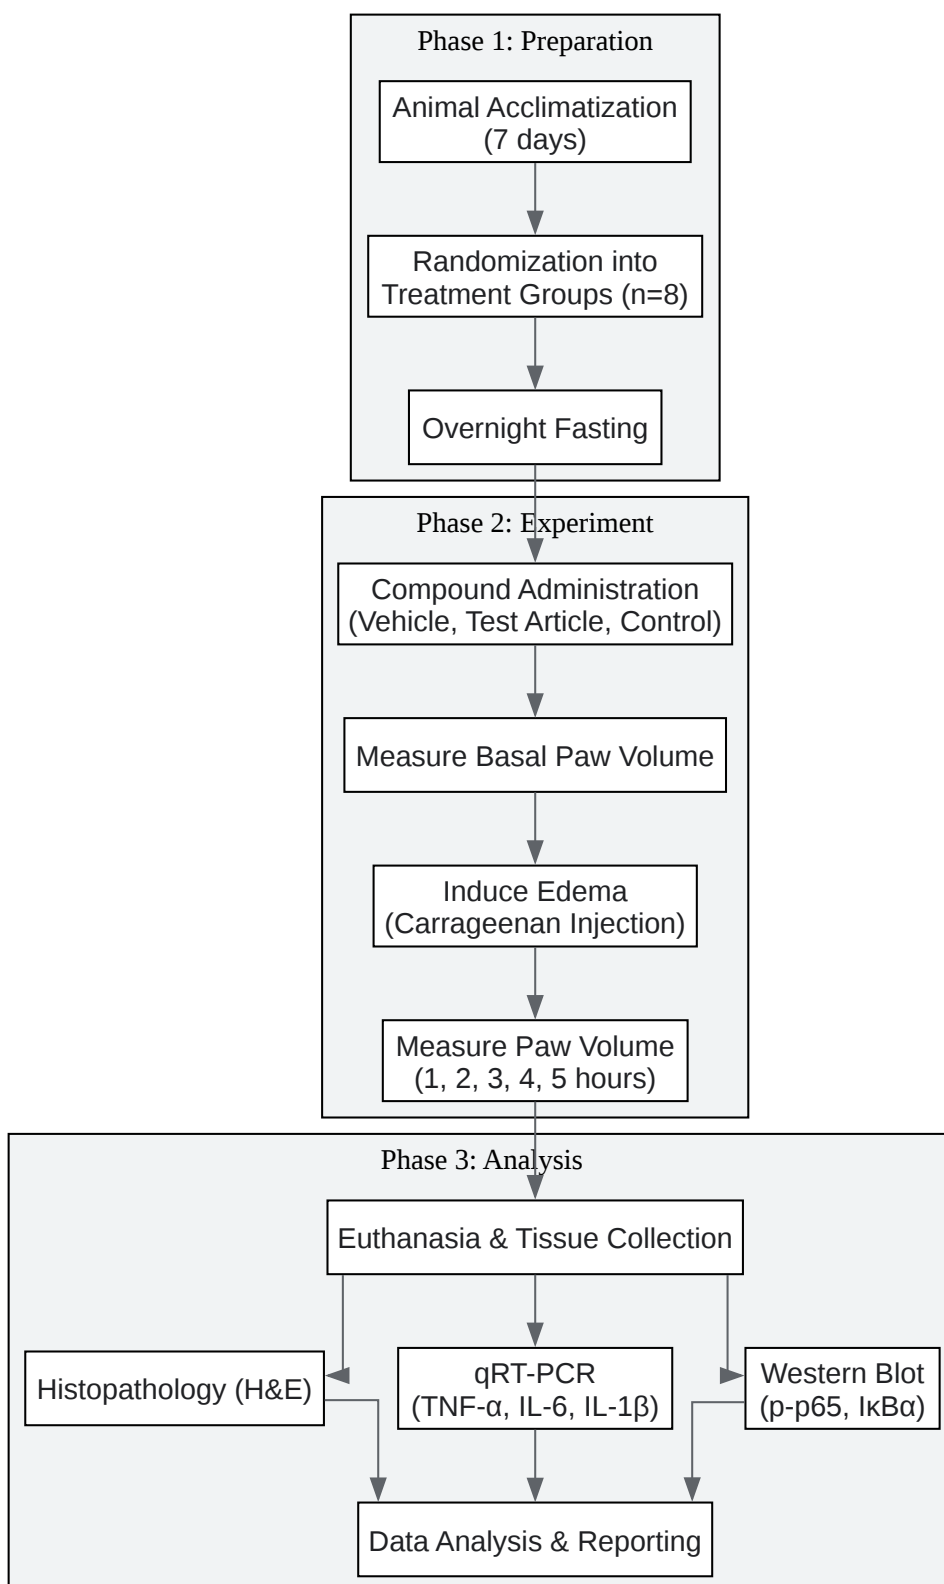 Phase 1: Preparation
Animal Acclimatization
(7 days)
Randomization into
Treatment Groups (n=8)
Overnight Fasting
Phase 2: Experiment
Compound Administration
(Vehicle, Test Article, Control)
Measure Basal Paw Volume
Induce Edema
(Carrageenan Injection)
Measure Paw Volume
(1, 2, 3, 4, 5 hours)
Phase 3: Analysis
Euthanasia & Tissue Collection
Histopathology (H&E)
qRT-PCR
(TNF-α, IL-6, IL-1β)
Western Blot
(p-p65, IκBα)
Data Analysis & Reporting